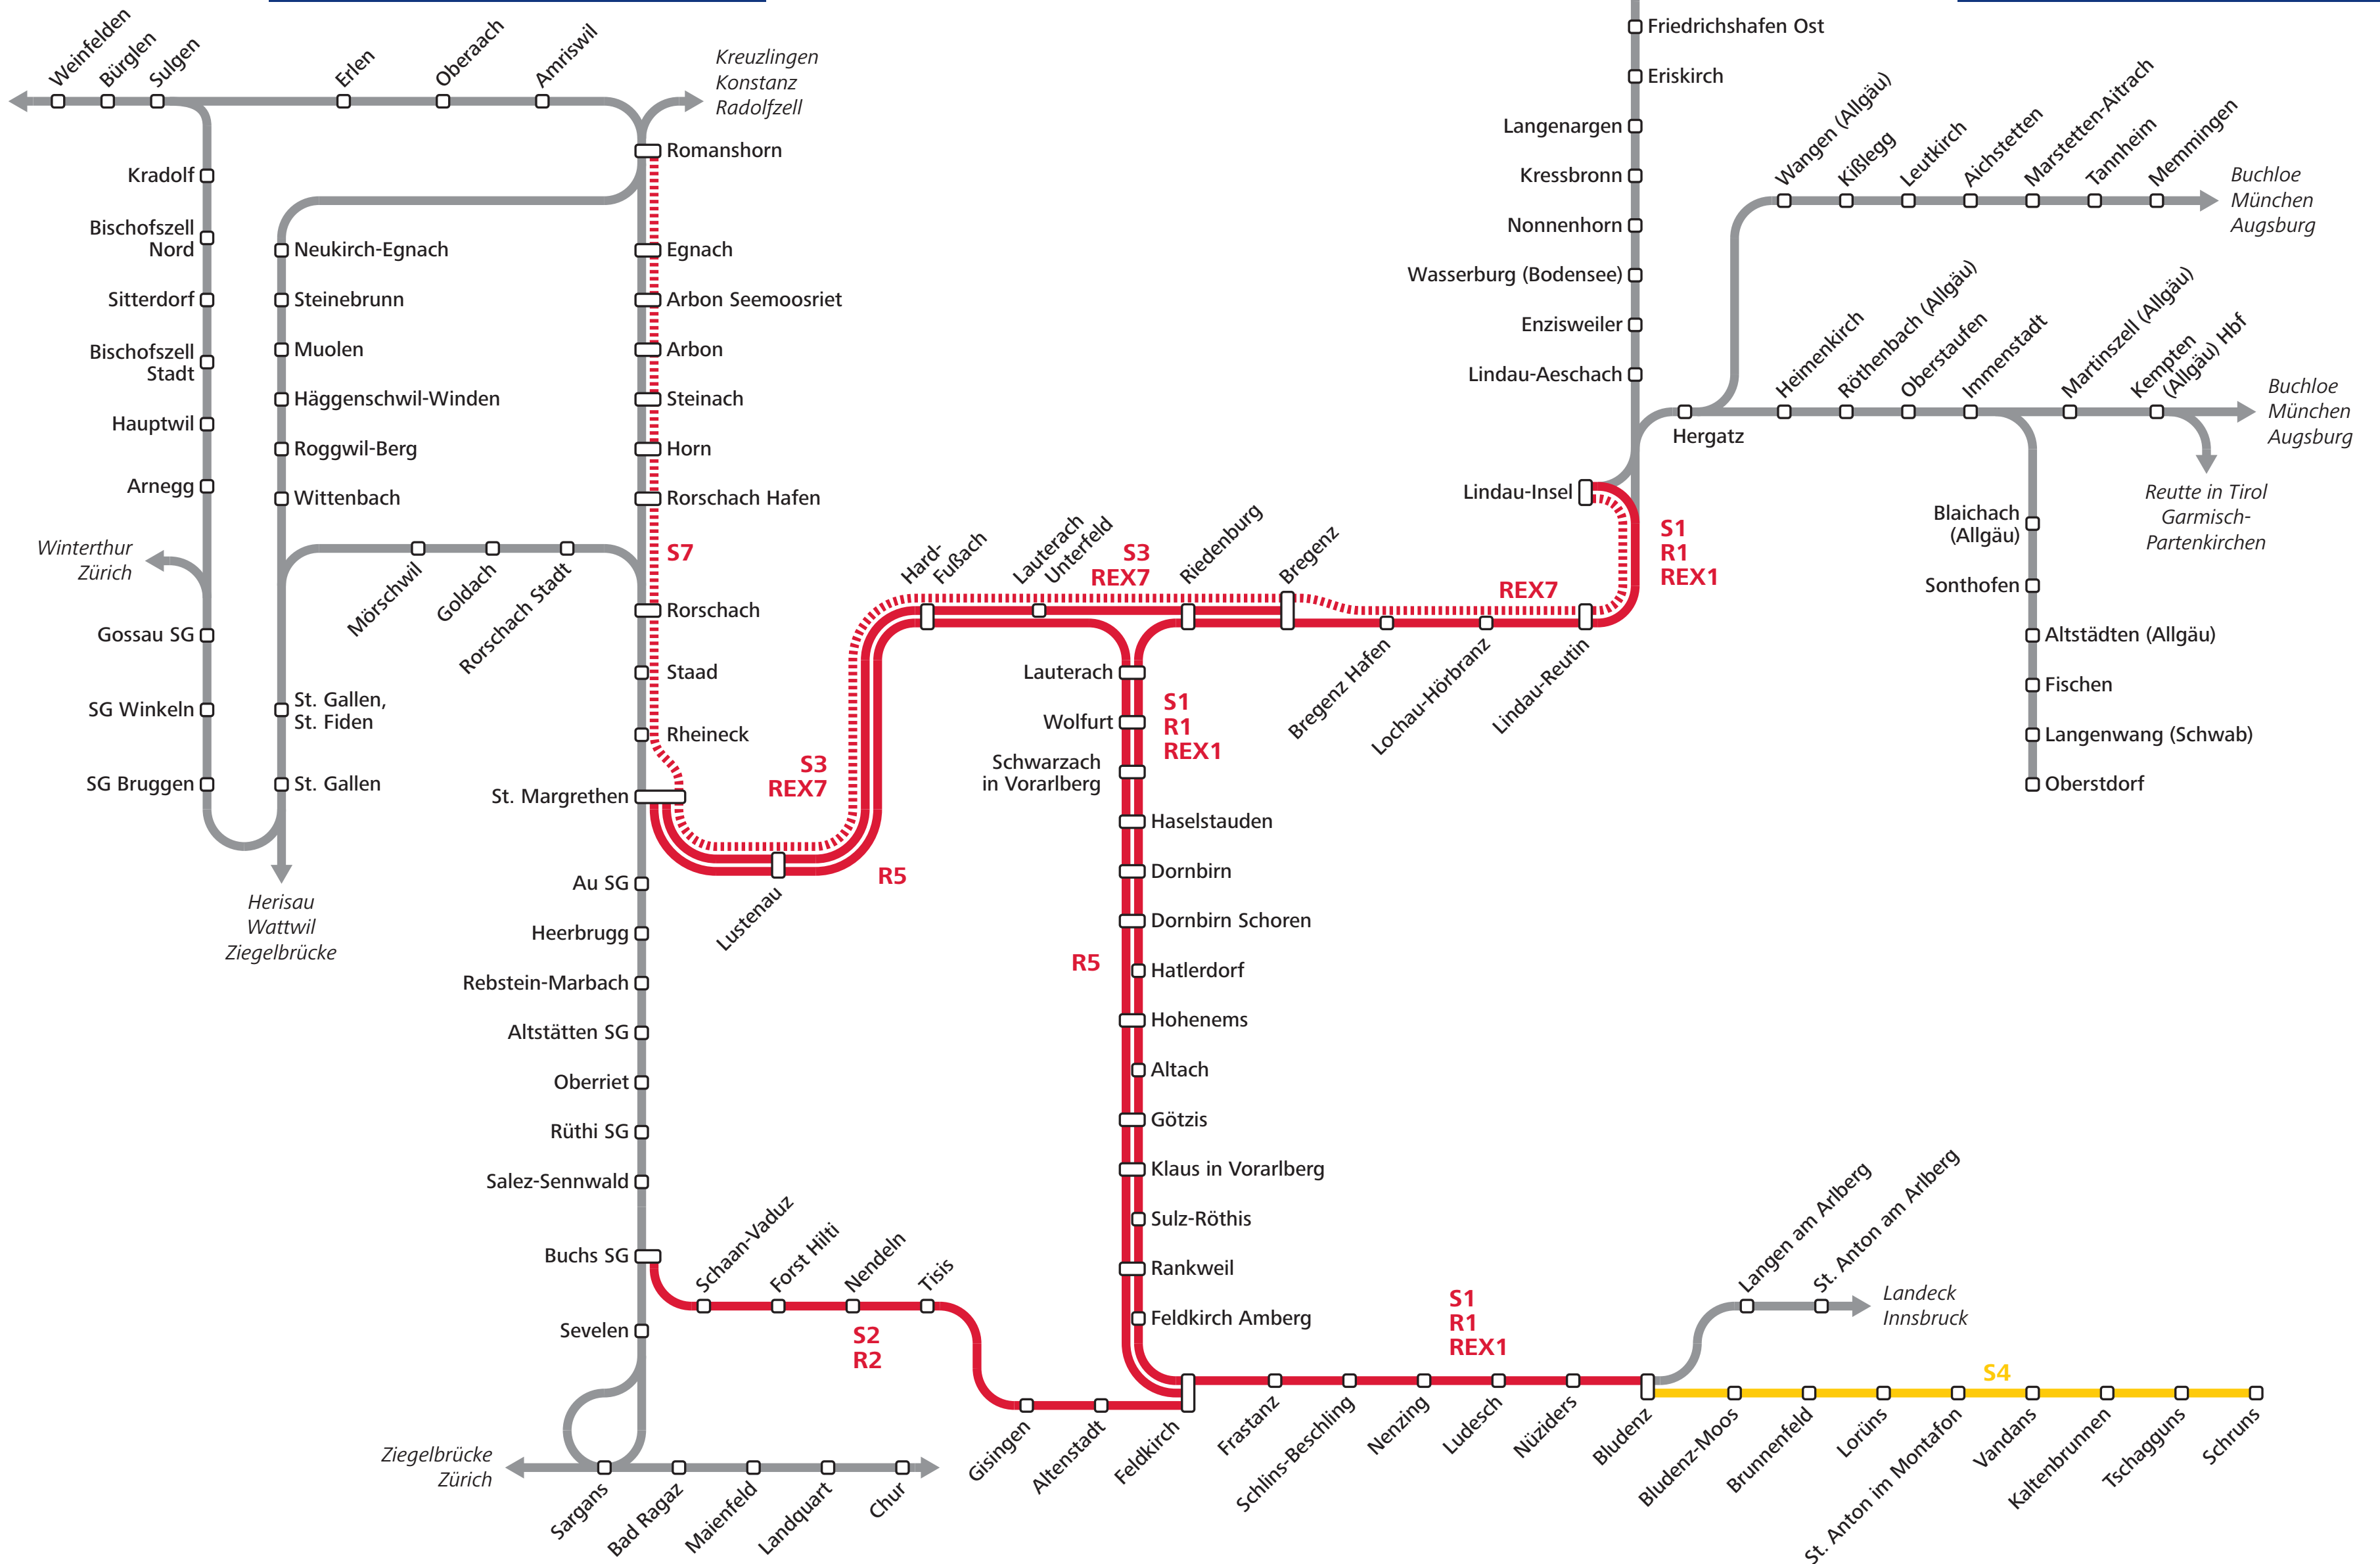 Weinfelden
Bürglen
Sulgen
Erlen
Oberaach
Amriswil
Kreuzlingen
Konstanz
Radolfzell
Romanshorn
Kradolf
Bischofszell
Nord
Sitterdorf
Bischofszell
Stadt
Hauptwil
Arnegg
Winterthur
Zürich
Gossau SG
SG Winkeln
SG Bruggen
Neukirch-Egnach
Steinebrunn
Muolen
Häggenschwil-Winden
Roggwil-Berg
Wittenbach
St. Gallen,
St. Fiden
St. Gallen
Herisau
Wattwil
Ziegelbrücke
Mörschwil
Goldach
Rorschach Stadt
Egnach
Arbon Seemoosriet
Arbon
Steinach
Horn
Rorschach Hafen
S7
Rorschach
Staad
Rheineck
St. Margrethen
Au SG
Heerbrugg
Rebstein-Marbach
Altstätten SG
Oberriet
Rüthi SG
Salez-Sennwald
Buchs SG
Sevelen
Ziegelbrücke
Zürich
Sargans
Bad Ragaz
Maienfeld
Landquart
Chur
Schaan-Vaduz
Forst Hilti
Nendeln
Tisis
S2
R2
Gisingen
Altenstadt
Feldkirch
Lustenau
S3
REX7
R5
Hard-
Fußach
Lauterach
Unterfeld
S3
REX7
Riedenburg
Bregenz
REX7
Bregenz Hafen
Lochau-Hörbranz
Lindau-Reutin
Lindau-Insel
S1
R1
REX1
Lauterach
Wolfurt
Schwarzach
in Vorarlberg
S1
R1
REX1
Haselstauden
Dornbirn
Dornbirn Schoren
R5
Hatlerdorf
Hohenems
Altach
Götzis
Klaus in Vorarlberg
Sulz-Röthis
Rankweil
Feldkirch Amberg
S1
R1
REX1
Frastanz
Schlins-Beschling
Nenzing
Ludesch
Nüziders
Bludenz
Langen am Arlberg
St. Anton am Arlberg
Landeck
Innsbruck
S4
Bludenz-Moos
Brunnenfeld
Lorüns
St. Anton im Montafon
Vandans
Kaltenbrunnen
Tschagguns
Schruns
Friedrichshafen Ost
Eriskirch
Langenargen
Kressbronn
Nonnenhorn
Wasserburg (Bodensee)
Enzisweiler
Lindau-Aeschach
Hergatz
Wangen (Allgäu)
Kißlegg
Leutkirch
Aichstetten
Marstetten-Aitrach
Tannheim
Memmingen
Buchloe
München
Augsburg
Heimenkirch
Röthenbach (Allgäu)
Oberstaufen
Immenstadt
Martinszell (Allgäu)
Kempten
(Allgäu) Hbf
Buchloe
München
Augsburg
Reutte in Tirol
Garmisch-
Partenkirchen
Blaichach
(Allgäu)
Sonthofen
Altstädten (Allgäu)
Fischen
Langenwang (Schwab)
Oberstdorf